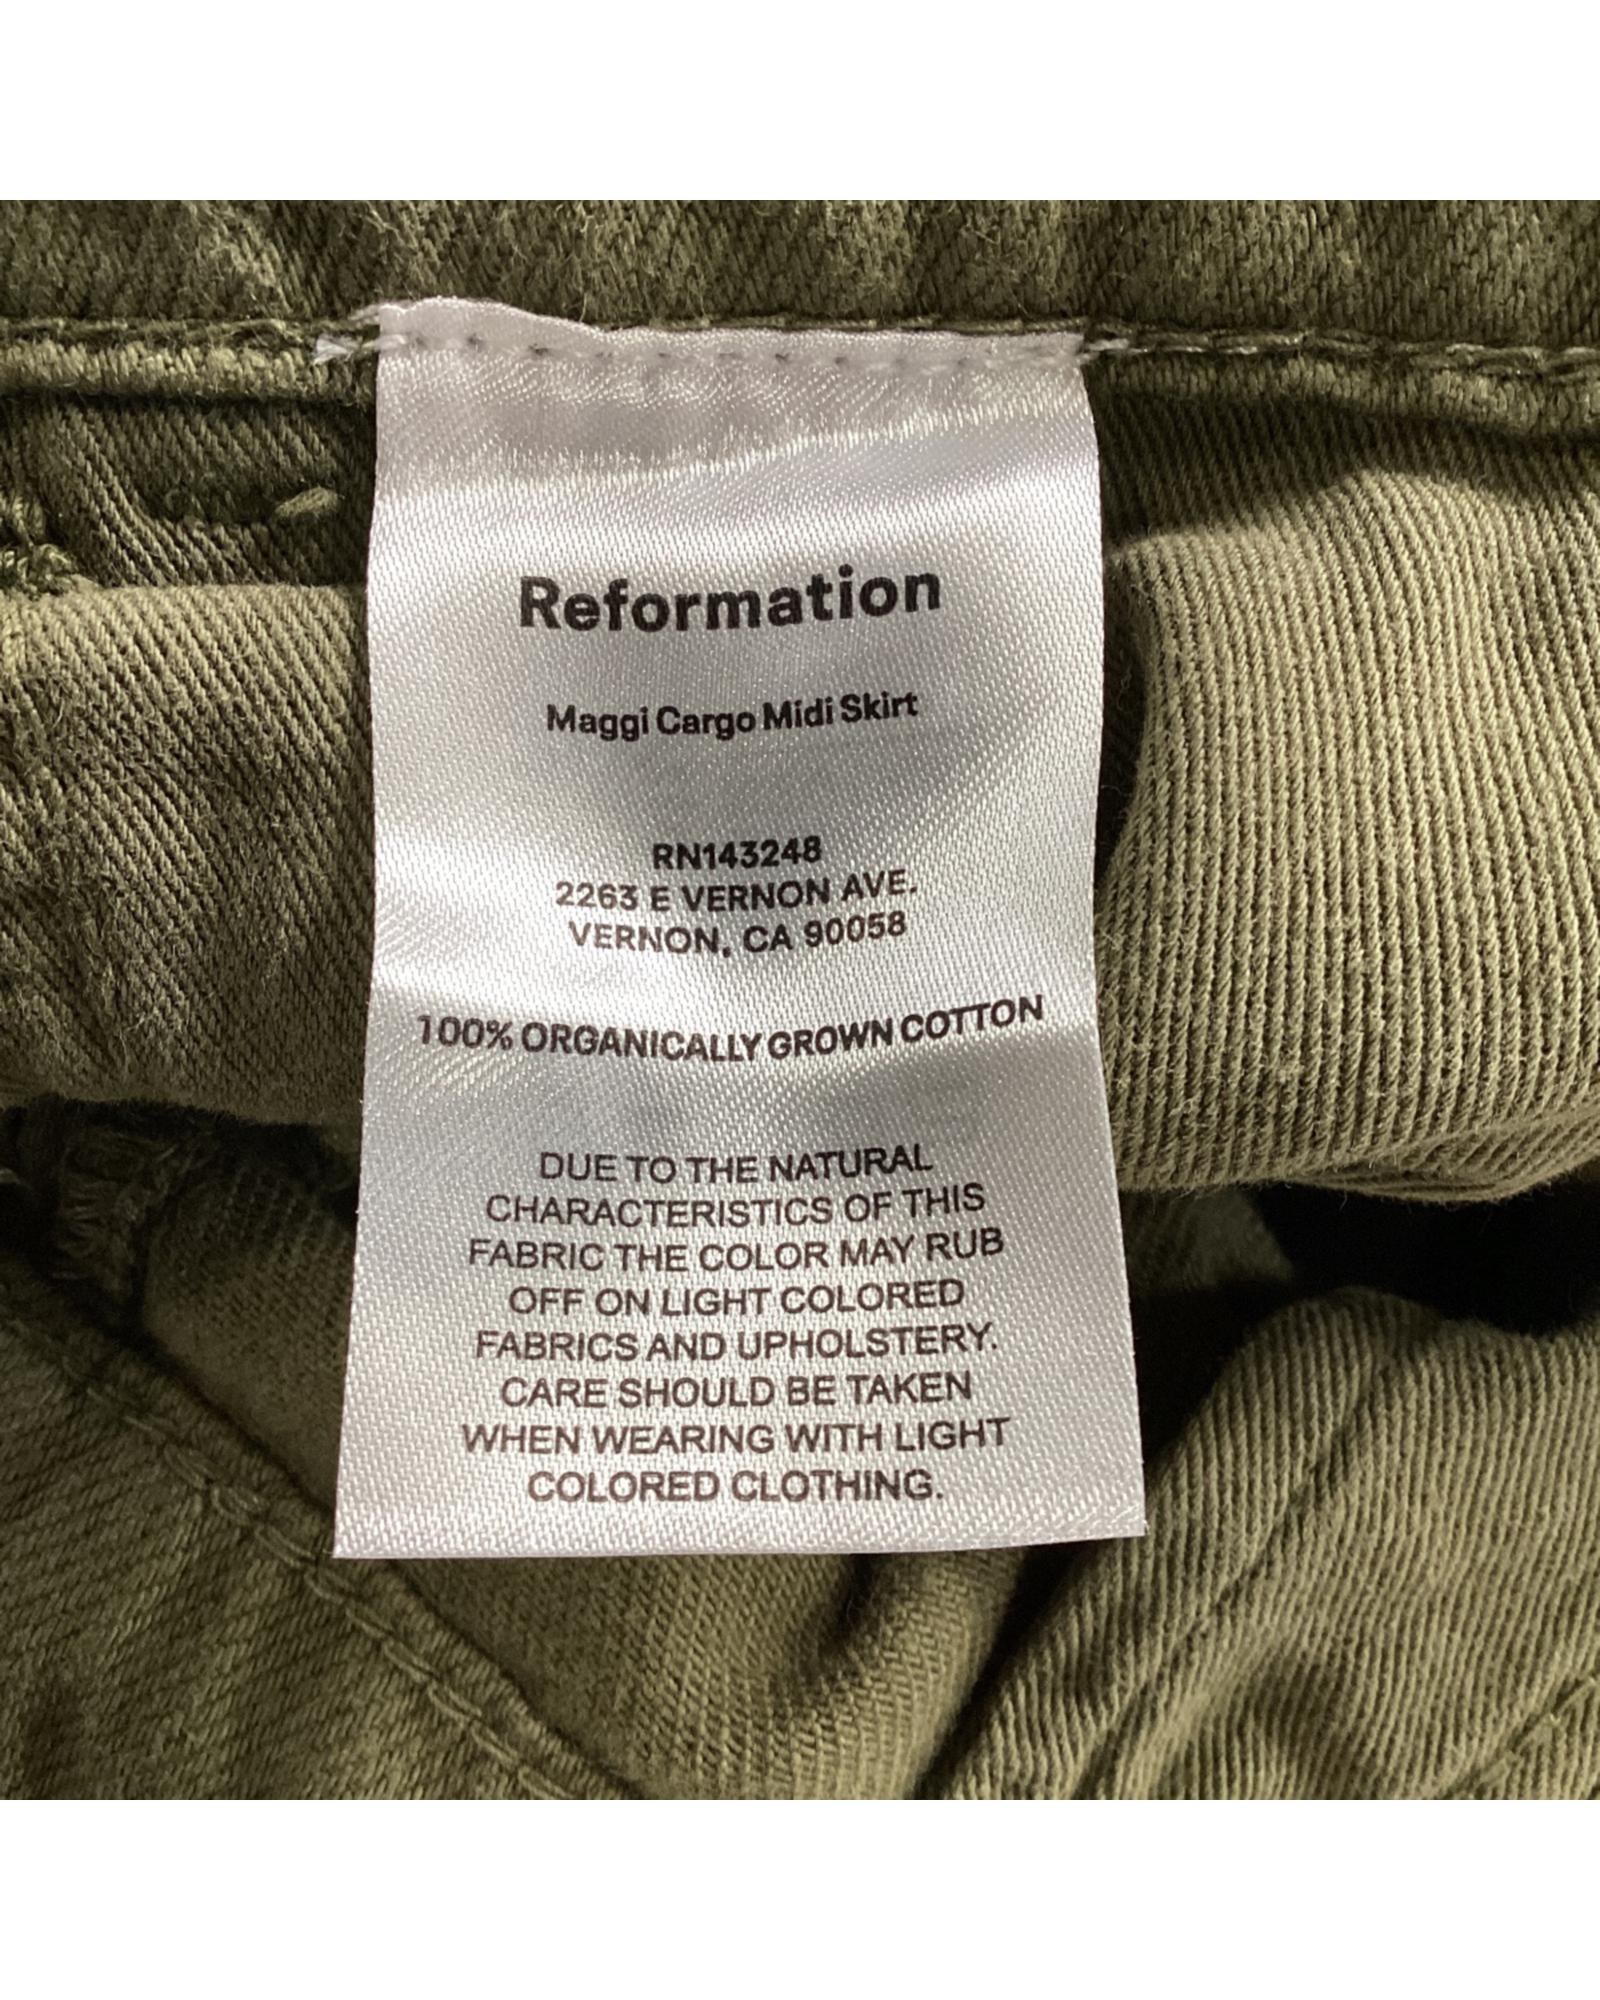 Reformation
Maggi Cargo Midi Skirt
RN143248
2263 E VERNON AVE.
VERNON, CA 90058
100% ORGANICALLY GROWN COTTON
DUE TO THE NATURAL
CHARACTERISTICS OF THIS
FABRIC THE COLOR MAY RUB
OFF ON LIGHT COLORED
FABRICS AND UPHOLSTERY.
CARE SHOULD BE TAKEN
WHEN WEARING WITH LIGHT
COLORED CLOTHING.